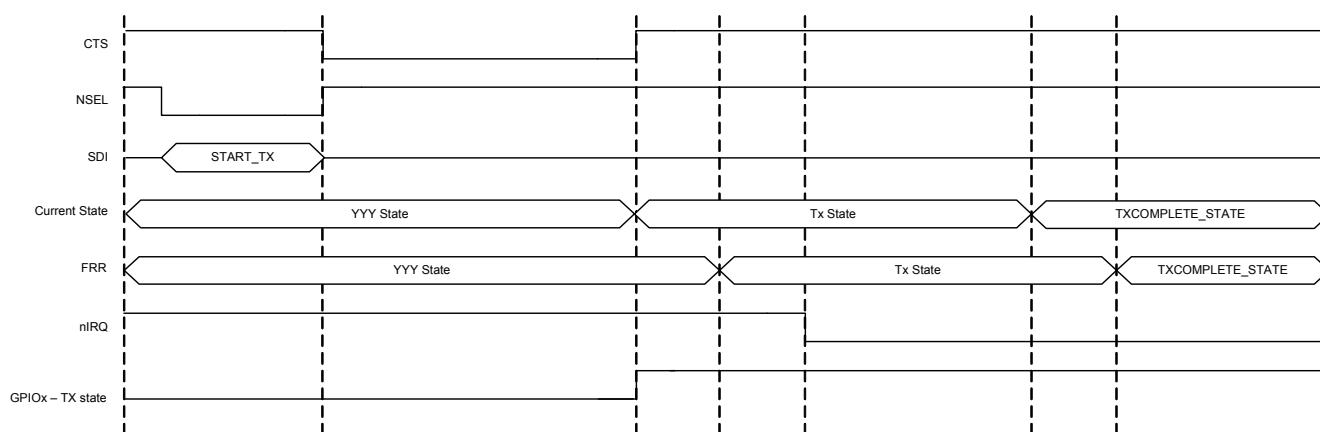 CTS
NSEL
SDI
START_TX
Current State
YYY State
Tx State
TXCOMPLETE_STATE
FRR
YYY State
Tx State
TXCOMPLETE_STATE
nIRQ
GPIOx – TX state